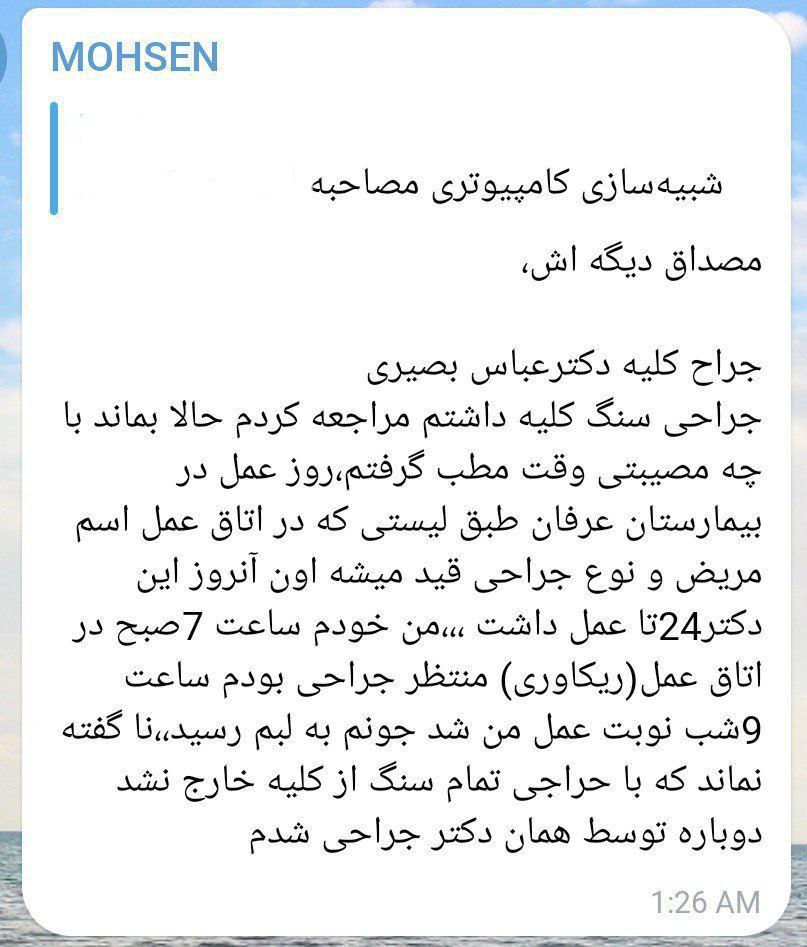 MOHSEN
شبیه‌سازی کامپیوتری مصاحبه
مصداق دیگه اش،
جراح کلیه دکترعباس بصیری
جراحی سنگ کلیه داشتم مراجعه کردم حالا بماند با
چه مصیبتی وقت مطب گرفتم،روز عمل در
بیمارستان عرفان طبق لیستی که در اتاق عمل اسم
مریض و نوع جراحی قید میشه اون آنروز این
دکتر24تا عمل داشت ،،،من خودم ساعت 7صبح در
اتاق عمل(ریکاوری) منتظر جراحی بودم ساعت
9شب نوبت عمل من شد جونم به لبم رسید،،نا گفته
نماند که با حراجی تمام سنگ از کلیه خارج نشد
دوباره توسط همان دکتر جراحی شدم
1:26 AM